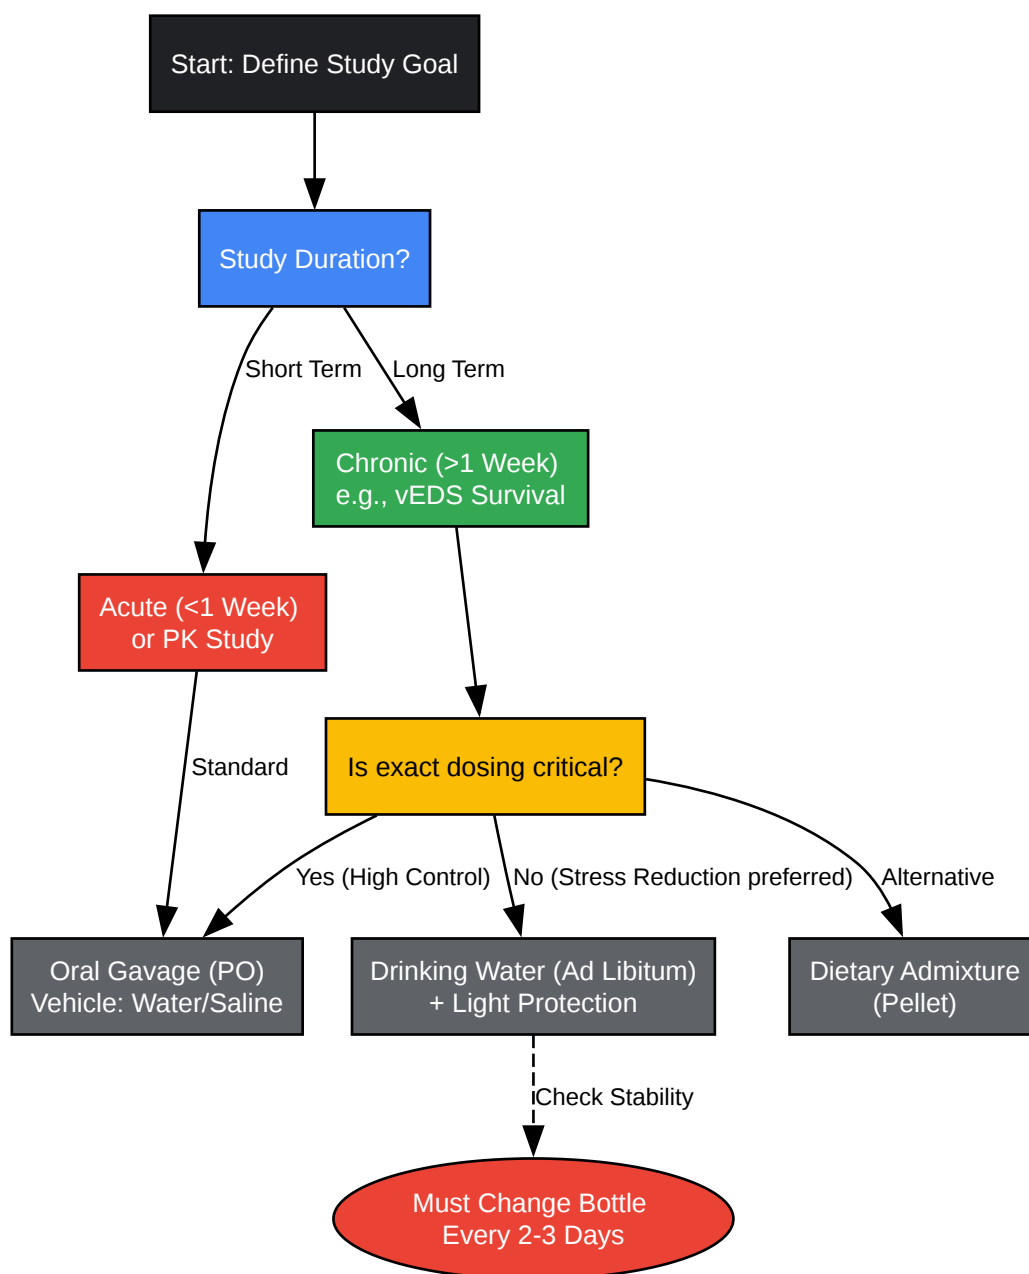 Start: Define Study Goal
Study Duration?
Short Term
Long Term
Chronic (>1 Week)
e.g., vEDS Survival
Acute (<1 Week)
or PK Study
Standard
Is exact dosing critical?
Yes (High Control)
No (Stress Reduction preferred)
Alternative
Oral Gavage (PO)
Vehicle: Water/Saline
Drinking Water (Ad Libitum)
+ Light Protection
Dietary Admixture
(Pellet)
Check Stability
Must Change Bottle
Every 2-3 Days